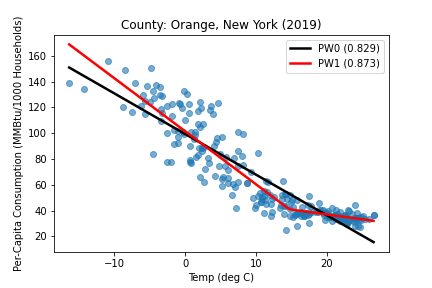 County: Orange, New York (2019)
PW0 (0.829)
PW1 (0.873)
Per-Capita Consumption (MMBtu/1000 Households)
160
140
120
100
80
60
40
20
−10
0
10
20
Temp (deg C)